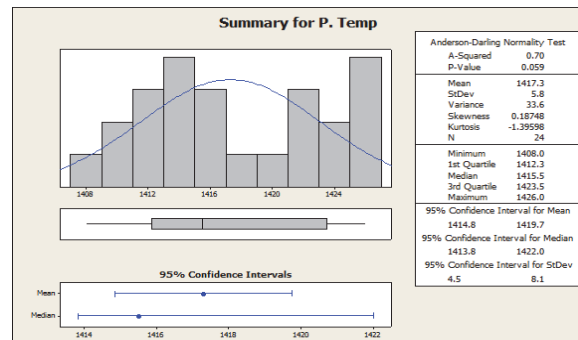 Summary for P. Temp
1408 1412 1416 1420 1424
95% Confidence Intervals
Mean
Median
1414 1416 1418 1420 1422
Anderson-Darling Normality Test
A-Squared 0.70
P-Value 0.059
Mean 1417.3
StDev 5.8
Variance 33.6
Skewness 0.18748
Kurtosis -1.39598
N 24
Minimum 1408.0
1st Quartile 1412.3
Median 1415.5
3rd Quartile 1423.5
Maximum 1426.0
95% Confidence Interval for Mean
1414.8 1419.7
95% Confidence Interval for Median
1413.8 1422.0
95% Confidence Interval for StDev
4.5 8.1